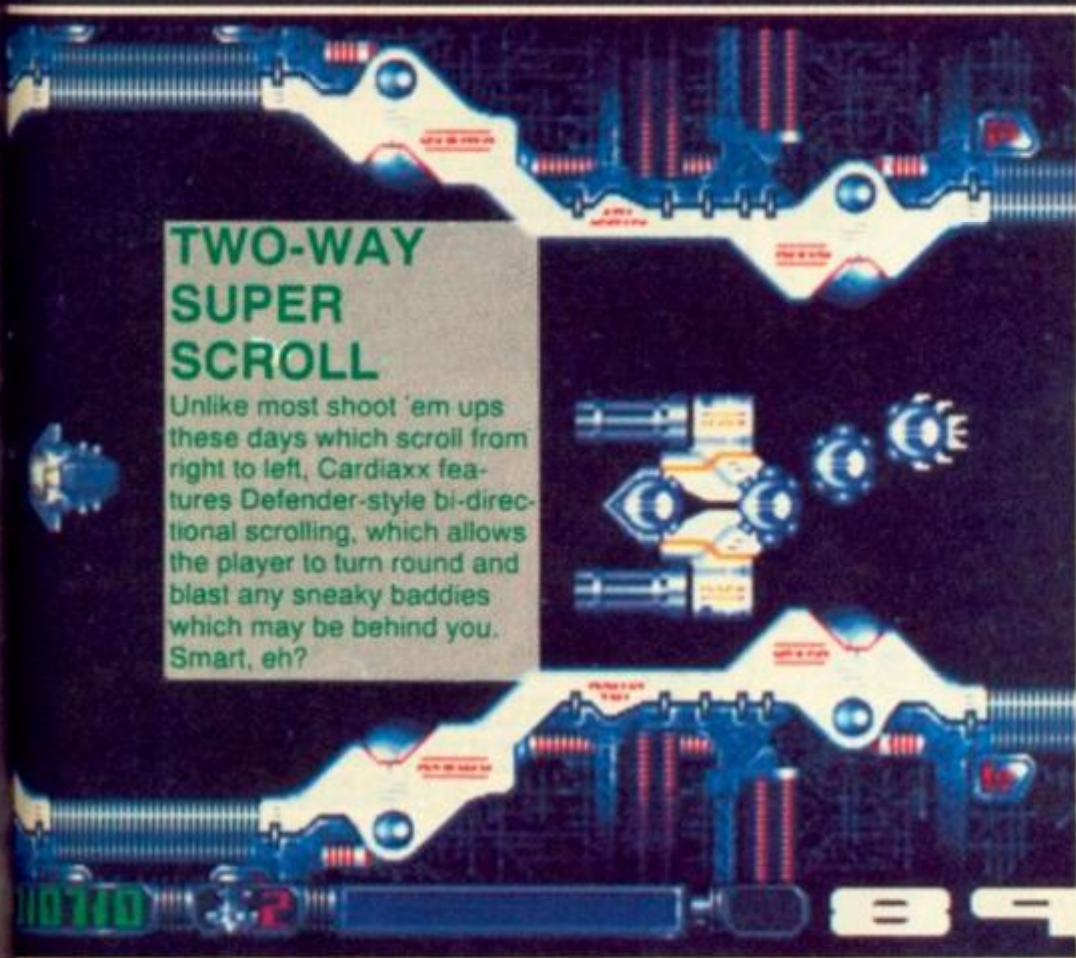 TWO-WAY
SUPER
SCROLL
Unlike most shoot 'em ups
these days which scroll from
right to left, Cardiaxx fea-
tures Defender-style bi-direc-
tional scrolling, which allows
the player to turn round and
blast any sneaky baddies
which may be behind you.
Smart, eh?
2